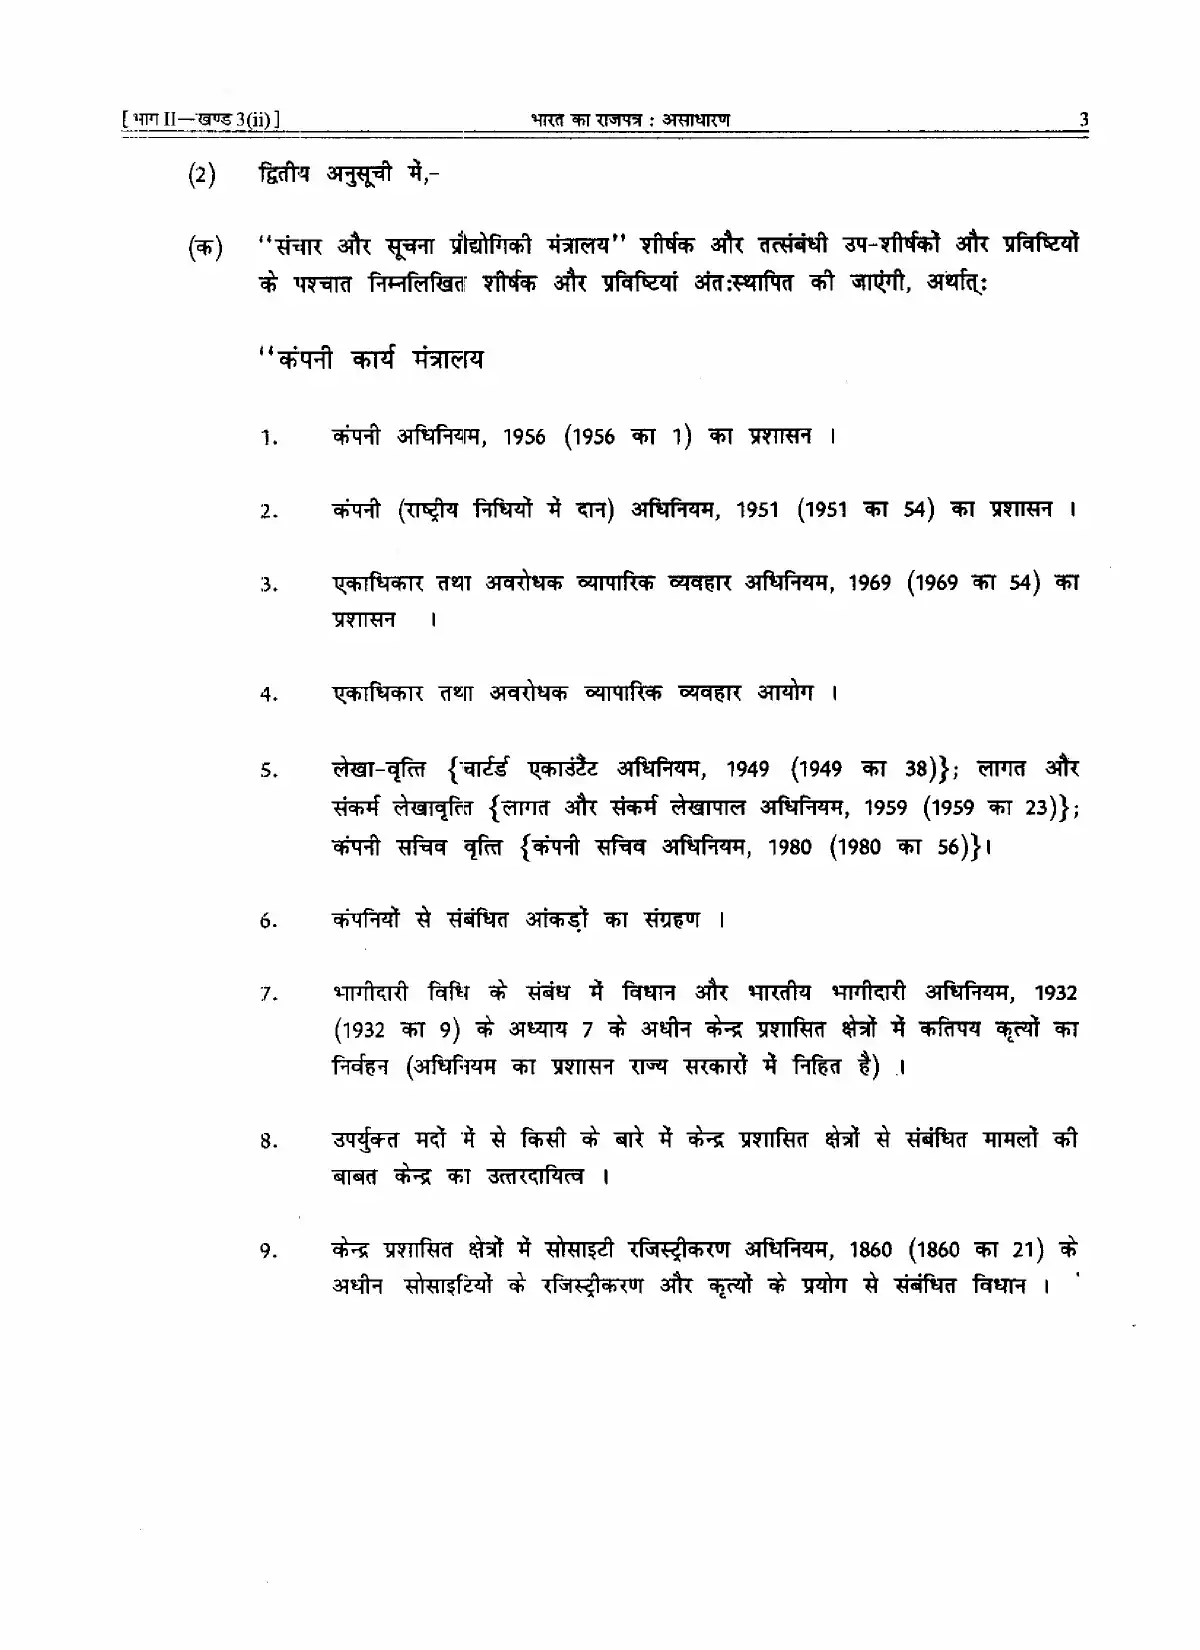 [ भाग II—खण्ड 3(ii) ] भारत का राजपत्र : असाधारण 3
(2) द्वितीय अनुसूची में,-
(क) ''संचार और सूचना प्रौद्योगिकी मंत्रालय'' शीर्षक और तत्संबंधी उप-शीर्षकों और प्रविष्टियों
के पश्चात निम्नलिखित शीर्षक और प्रविष्टियां अंत:स्थापित की जाएंगी, अर्थात्:
''कंपनी कार्य मंत्रालय
1. कंपनी अधिनियम, 1956 (1956 का 1) का प्रशासन ।
2. कंपनी (राष्ट्रीय निधियों में दान) अधिनियम, 1951 (1951 का 54) का प्रशासन ।
3. एकाधिकार तथा अवरोधक व्यापारिक व्यवहार अधिनियम, 1969 (1969 का 54) का
प्रशासन ।
4. एकाधिकार तथा अवरोधक व्यापारिक व्यवहार आयोग ।
5. लेखा-वृत्ति {चार्टर्ड एकाउंटैंट अधिनियम, 1949 (1949 का 38)}; लागत और
संकर्म लेखावृत्ति {लागत और संकर्म लेखापाल अधिनियम, 1959 (1959 का 23)};
कंपनी सचिव वृत्ति {कंपनी सचिव अधिनियम, 1980 (1980 का 56)}।
6. कंपनियों से संबंधित आंकड़ों का संग्रहण ।
7. भागीदारी विधि के संबंध में विधान और भारतीय भागीदारी अधिनियम, 1932
(1932 का 9) के अध्याय 7 के अधीन केन्द्र प्रशासित क्षेत्रों में कतिपय कृत्यों का
निर्वहन (अधिनियम का प्रशासन राज्य सरकारों में निहित है) ।
8. उपर्युक्त मदों में से किसी के बारे में केन्द्र प्रशासित क्षेत्रों से संबंधित मामलों की
बाबत केन्द्र का उत्तरदायित्व ।
9. केन्द्र प्रशासित क्षेत्रों में सोसाइटी रजिस्ट्रीकरण अधिनियम, 1860 (1860 का 21) के
अधीन सोसाइटियों के रजिस्ट्रीकरण और कृत्यों के प्रयोग से संबंधित विधान ।